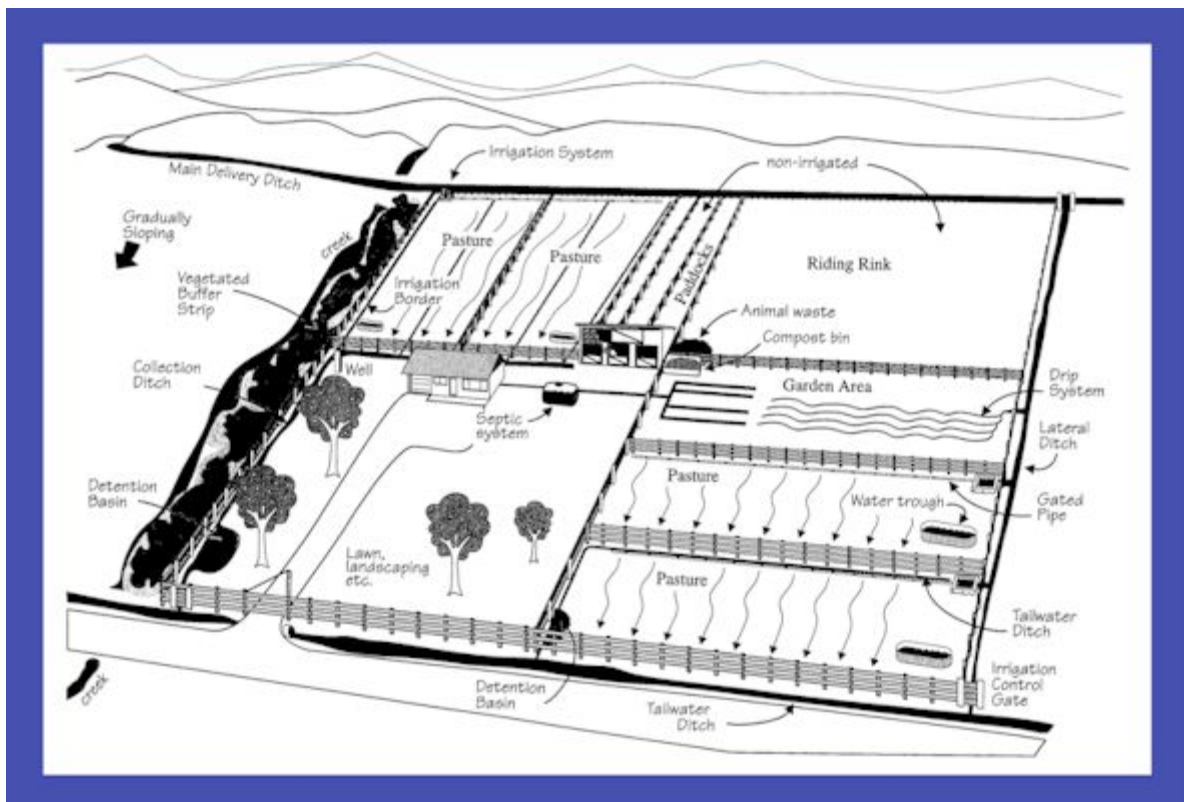 Irrigation System
non-irrigated
Main Delivery Ditch
Gradually
Sloping
creek
Pasture
Pasture
Paddocks
Riding Rink
Vegetated
Buffer
Strip
Irrigation
Border
Animal waste
Compost bin
Collection
Ditch
Well
Garden Area
Drip
System
Septic
system
Lateral
Ditch
Detention
Basin
Pasture
Water trough
Gated
Pipe
Lawn,
landscaping
etc.
Pasture
Tailwater
Ditch
Irrigation
Control
Gate
creek
Detention
Basin
Tailwater
Ditch